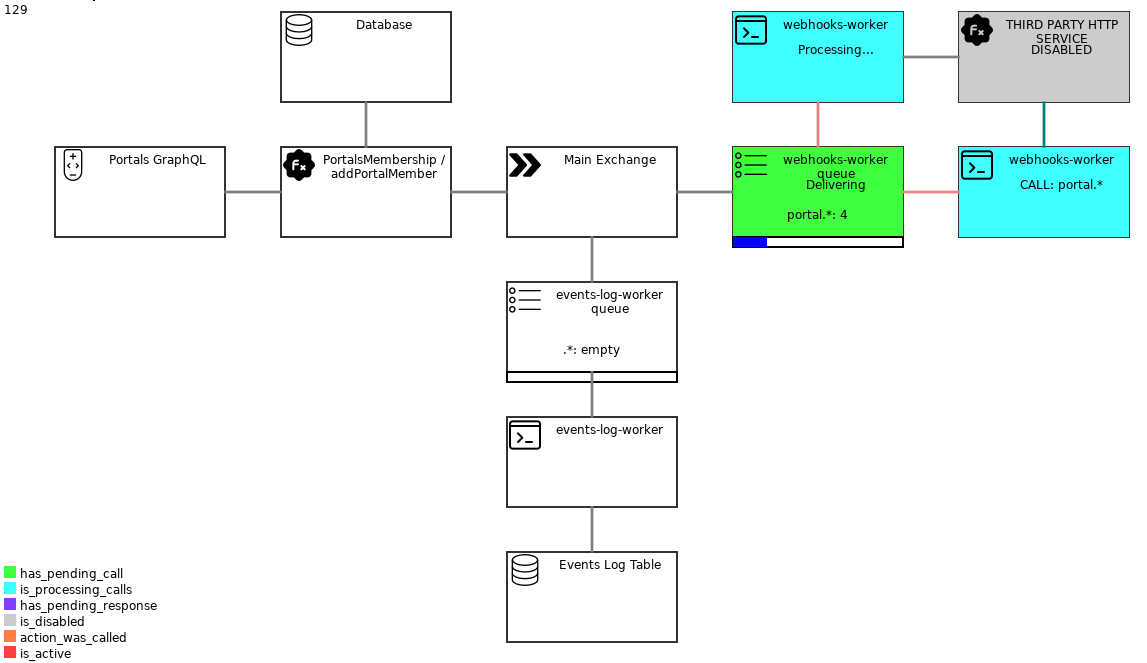 129
Database
webhooks-worker
Processing...
THIRD PARTY HTTP
SERVICE
DISABLED
Portals GraphQL
PortalsMembership /
addPortalMember
Main Exchange
webhooks-worker
queue
Delivering
portal.*: 4
webhooks-worker
CALL: portal.*
events-log-worker
queue
.*: empty
events-log-worker
Events Log Table
has_pending_call
is_processing_calls
has_pending_response
is_disabled
action_was_called
is_active